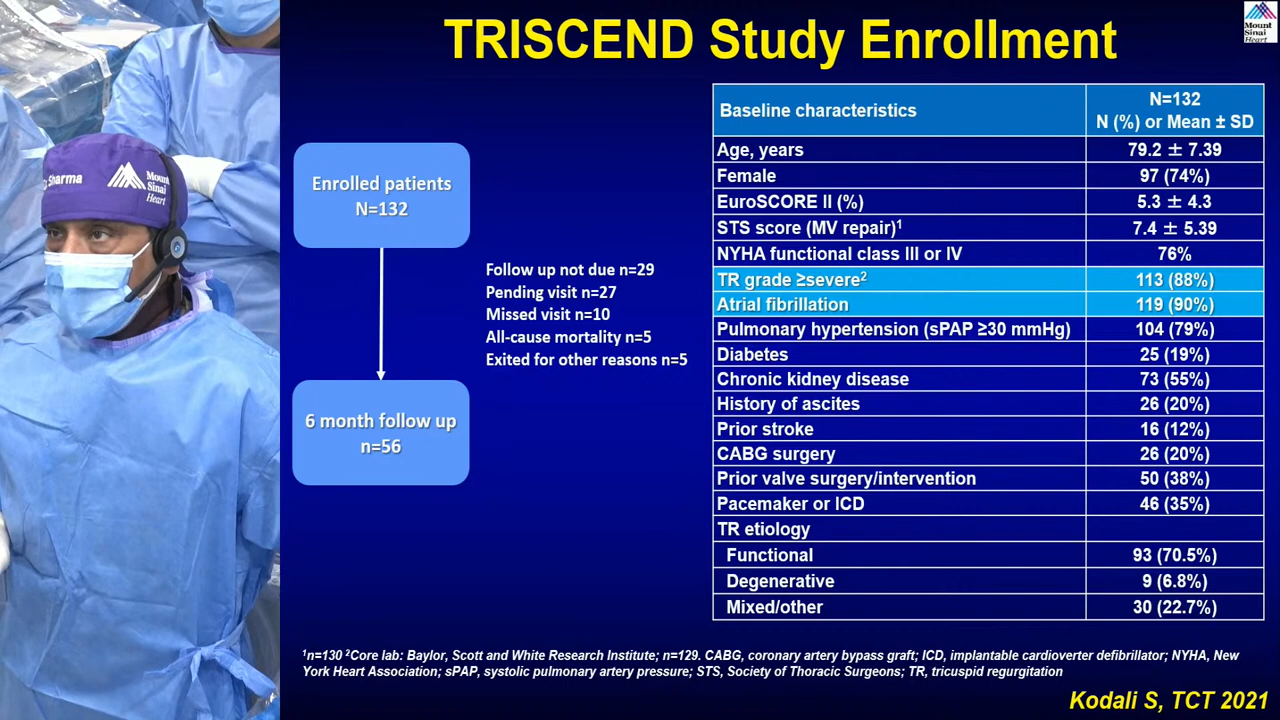 TRISCEND Study Enrollment
Mount
Sinai
Heart
Sharma
Mount
Sinai
Heart
Enrolled patients
N=132
Follow up not due n=29
Pending visit n=27
Missed visit n=10
All-cause mortality n=5
Exited for other reasons n=5
6 month follow up
n=56
Baseline characteristics
N=132
N (%) or Mean ± SD
Age, years 79.2 ± 7.39
Female 97 (74%)
EuroSCORE II (%) 5.3 ± 4.3
STS score (MV repair)¹ 7.4 ± 5.39
NYHA functional class III or IV 76%
TR grade ≥severe² 113 (88%)
Atrial fibrillation 119 (90%)
Pulmonary hypertension (sPAP ≥30 mmHg) 104 (79%)
Diabetes 25 (19%)
Chronic kidney disease 73 (55%)
History of ascites 26 (20%)
Prior stroke 16 (12%)
CABG surgery 26 (20%)
Prior valve surgery/intervention 50 (38%)
Pacemaker or ICD 46 (35%)
TR etiology
Functional 93 (70.5%)
Degenerative 9 (6.8%)
Mixed/other 30 (22.7%)
¹n=130 ²Core lab: Baylor, Scott and White Research Institute; n=129. CABG, coronary artery bypass graft; ICD, implantable cardioverter defibrillator; NYHA, New
York Heart Association; sPAP, systolic pulmonary artery pressure; STS, Society of Thoracic Surgeons; TR, tricuspid regurgitation
Kodali S, TCT 2021